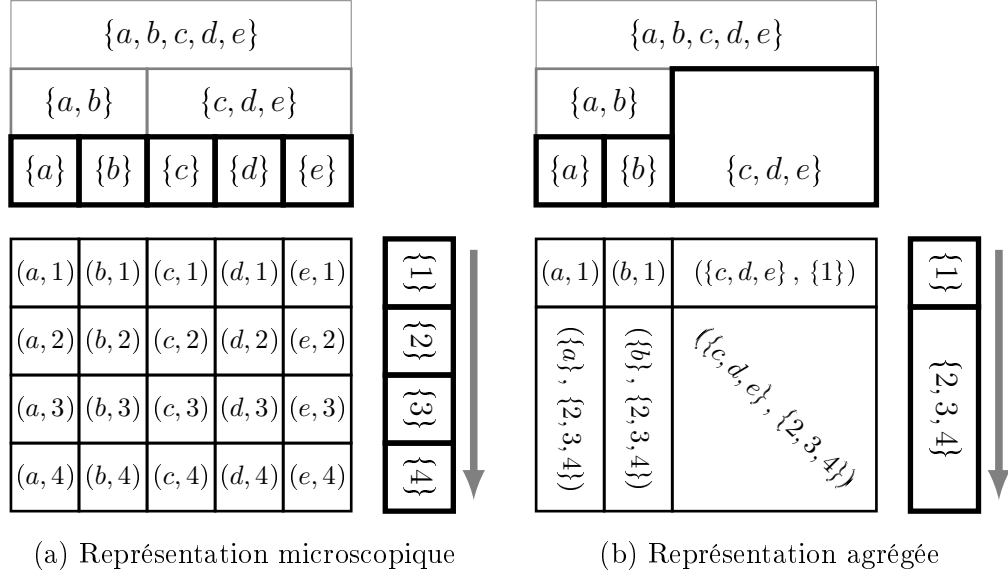 {a, b, c, d, e}
{a, b} {c, d, e}
{a} {b} {c} {d} {e}
(a, 1) (b, 1) (c, 1) (d, 1) (e, 1) {1}
(a, 2) (b, 2) (c, 2) (d, 2) (e, 2) {2}
(a, 3) (b, 3) (c, 3) (d, 3) (e, 3) {3}
(a, 4) (b, 4) (c, 4) (d, 4) (e, 4) {4}
(a) Représentation microscopique
{a, b, c, d, e}
{a, b}
{a} {b} {c, d, e}
(a, 1) (b, 1) ({c, d, e} , {1}) {1}
({a} , {2, 3, 4}) ({b} , {2, 3, 4}) ({c, d, e} , {2, 3, 4}) {2, 3, 4}
(b) Représentation agrégée